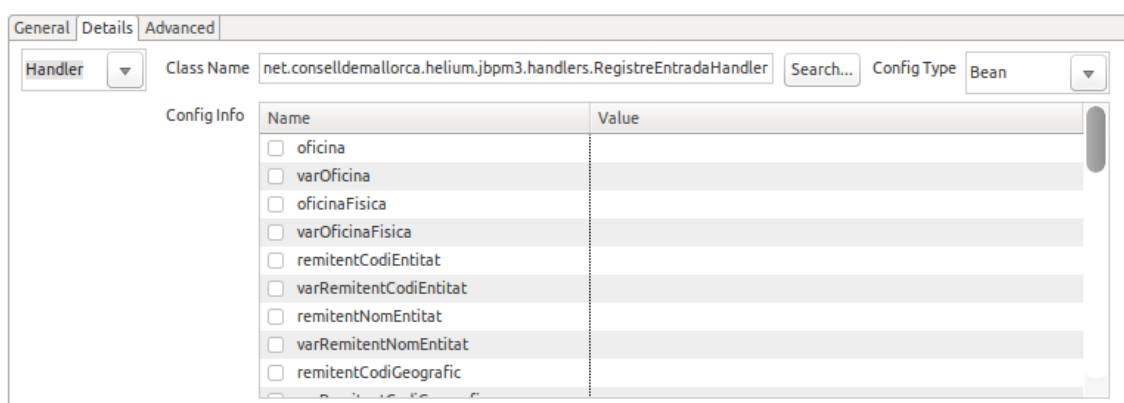 General Details Advanced
Handler Class Name net.conselldemallorca.helium.jbpm3.handlers.RegistreEntradaHandler Search... Config Type Bean
Config Info Name Value
oficina
varOficina
oficinaFisica
varOficinaFisica
remitentCodiEntitat
varRemitentCodiEntitat
remitentNomEntitat
varRemitentNomEntitat
remitentCodiGeografic